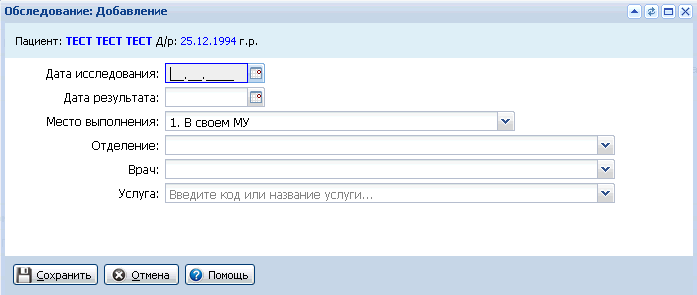 Обследование: Добавление
Пациент: ТЕСТ ТЕСТ ТЕСТ Д/р: 25.12.1994 г.р.
Дата исследования: __.__.____
Дата результата:
Место выполнения: 1. В своем МУ
Отделение:
Врач:
Услуга: Введите код или название услуги...
Сохранить Отмена Помощь